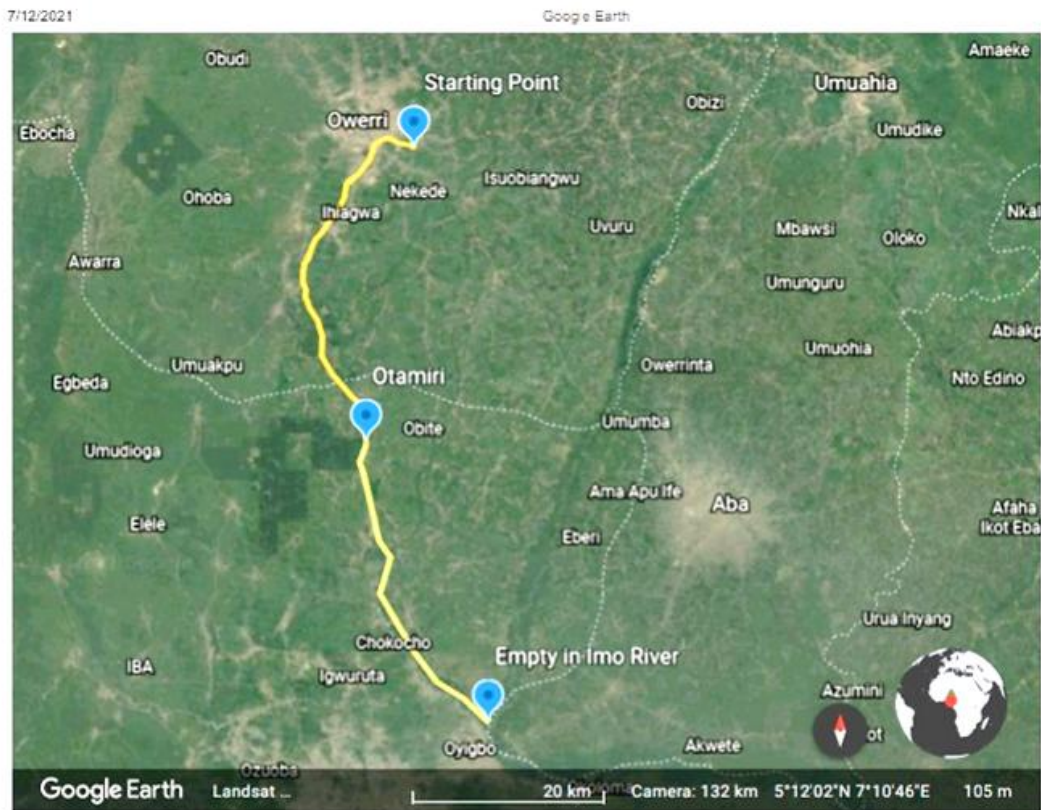 7/12/2021
Google Earth
Amaeke
Obudi
Starting Point
Umuahia
Obizi
Owerri
Ebocha
Umudike
Isuobiangwu
Nekede
Ohoba
Ihiagwa
Uvuru
Mbawsi
Oloko
Awarra
Umunguru
Umuohia
Umuakpu
Owerrinta
Otamiri
Egbeda
Nto Edino
Obite
Umumba
Umudioga
Ama Apu Ife
Aba
Elele
Afaha
Ikot Eba
Eberi
Urua Inyang
Chokocho
Empty in Imo River
IBA
Igwuruta
Azumini
Oyigbo
Akwete
Ozuoba
Google Earth Landsat ... 20 km Camera: 132 km 5°12'02"N 7°10'46"E 105 m